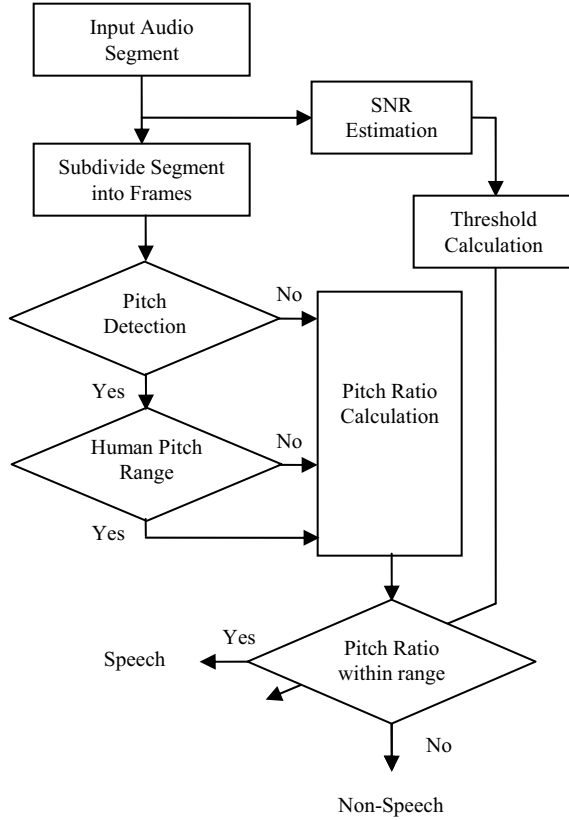 Input Audio
Segment
SNR
Estimation
Subdivide Segment
into Frames
Threshold
Calculation
Pitch
Detection
No
Yes
Pitch Ratio
Calculation
Human Pitch
Range
No
Yes
Yes
Speech
Pitch Ratio
within range
No
Non-Speech